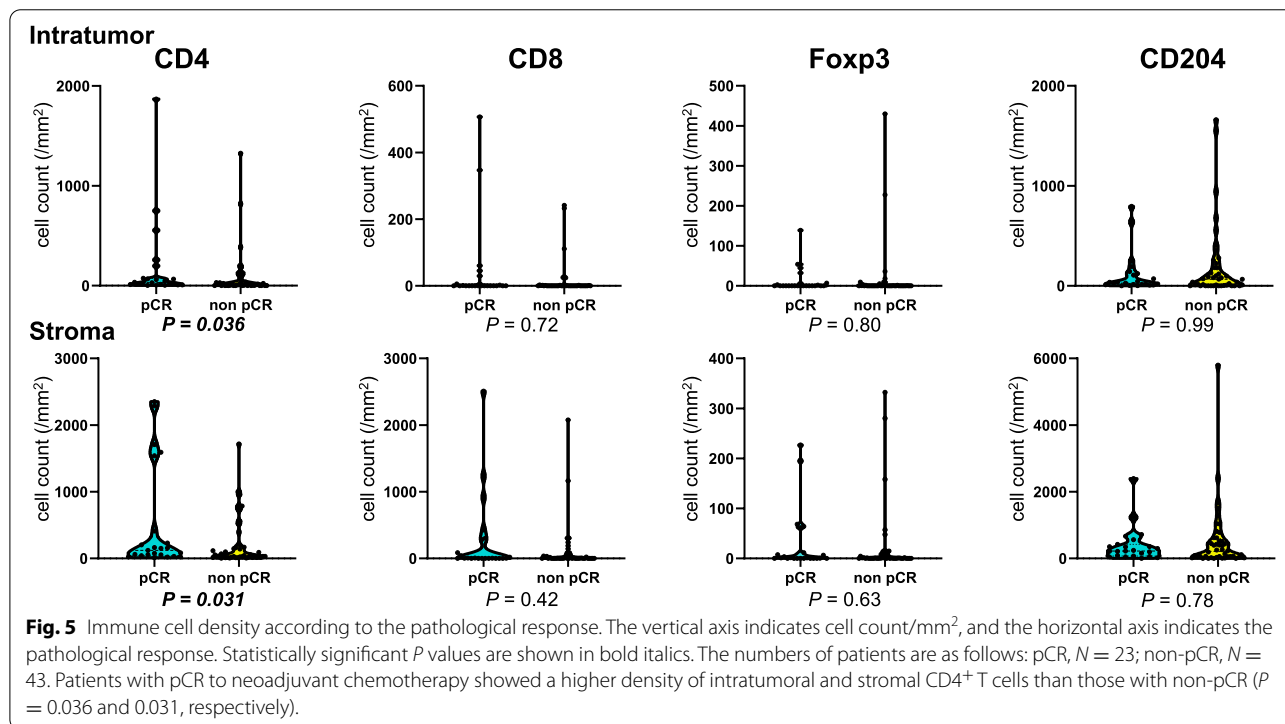 Intratumor
CD4 CD8 Foxp3 CD204
cell count (/mm²)
2000
1000
0
pCR non pCR
P = 0.036
cell count (/mm²)
600
400
200
0
pCR non pCR
P = 0.72
cell count (/mm²)
500
400
300
200
100
0
pCR non pCR
P = 0.80
cell count (/mm²)
2000
1000
0
pCR non pCR
P = 0.99
Stroma
cell count (/mm²)
3000
2000
1000
0
pCR non pCR
P = 0.031
cell count (/mm²)
3000
2000
1000
0
pCR non pCR
P = 0.42
cell count (/mm²)
400
300
200
100
0
pCR non pCR
P = 0.63
cell count (/mm²)
6000
4000
2000
0
pCR non pCR
P = 0.78
Fig. 5 Immune cell density according to the pathological response. The vertical axis indicates cell count/mm², and the horizontal axis indicates the
pathological response. Statistically significant P values are shown in bold italics. The numbers of patients are as follows: pCR, N = 23; non-pCR, N =
43. Patients with pCR to neoadjuvant chemotherapy showed a higher density of intratumoral and stromal CD4⁺ T cells than those with non-pCR (P
= 0.036 and 0.031, respectively).